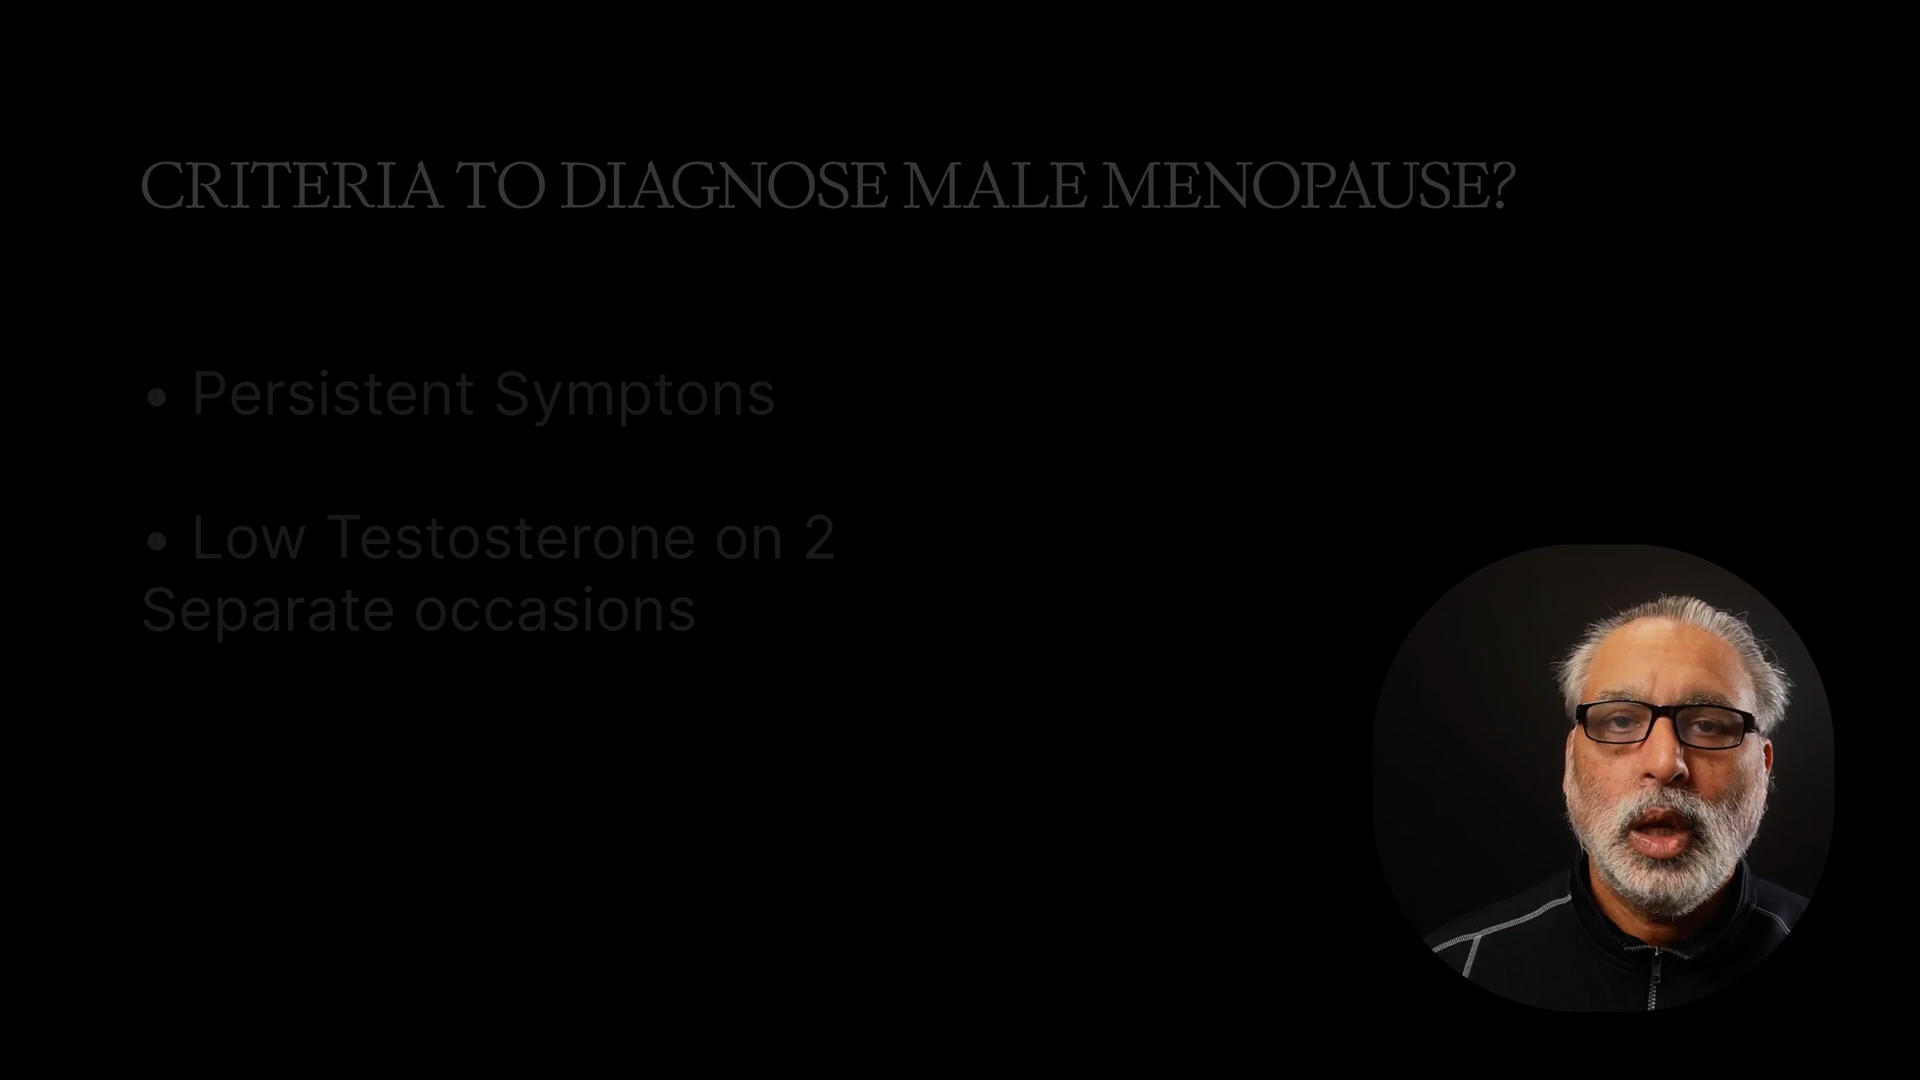 CRITERIA TO DIAGNOSE MALE MENOPAUSE?
• Persistent Symptons
• Low Testosterone on 2
Separate occasions